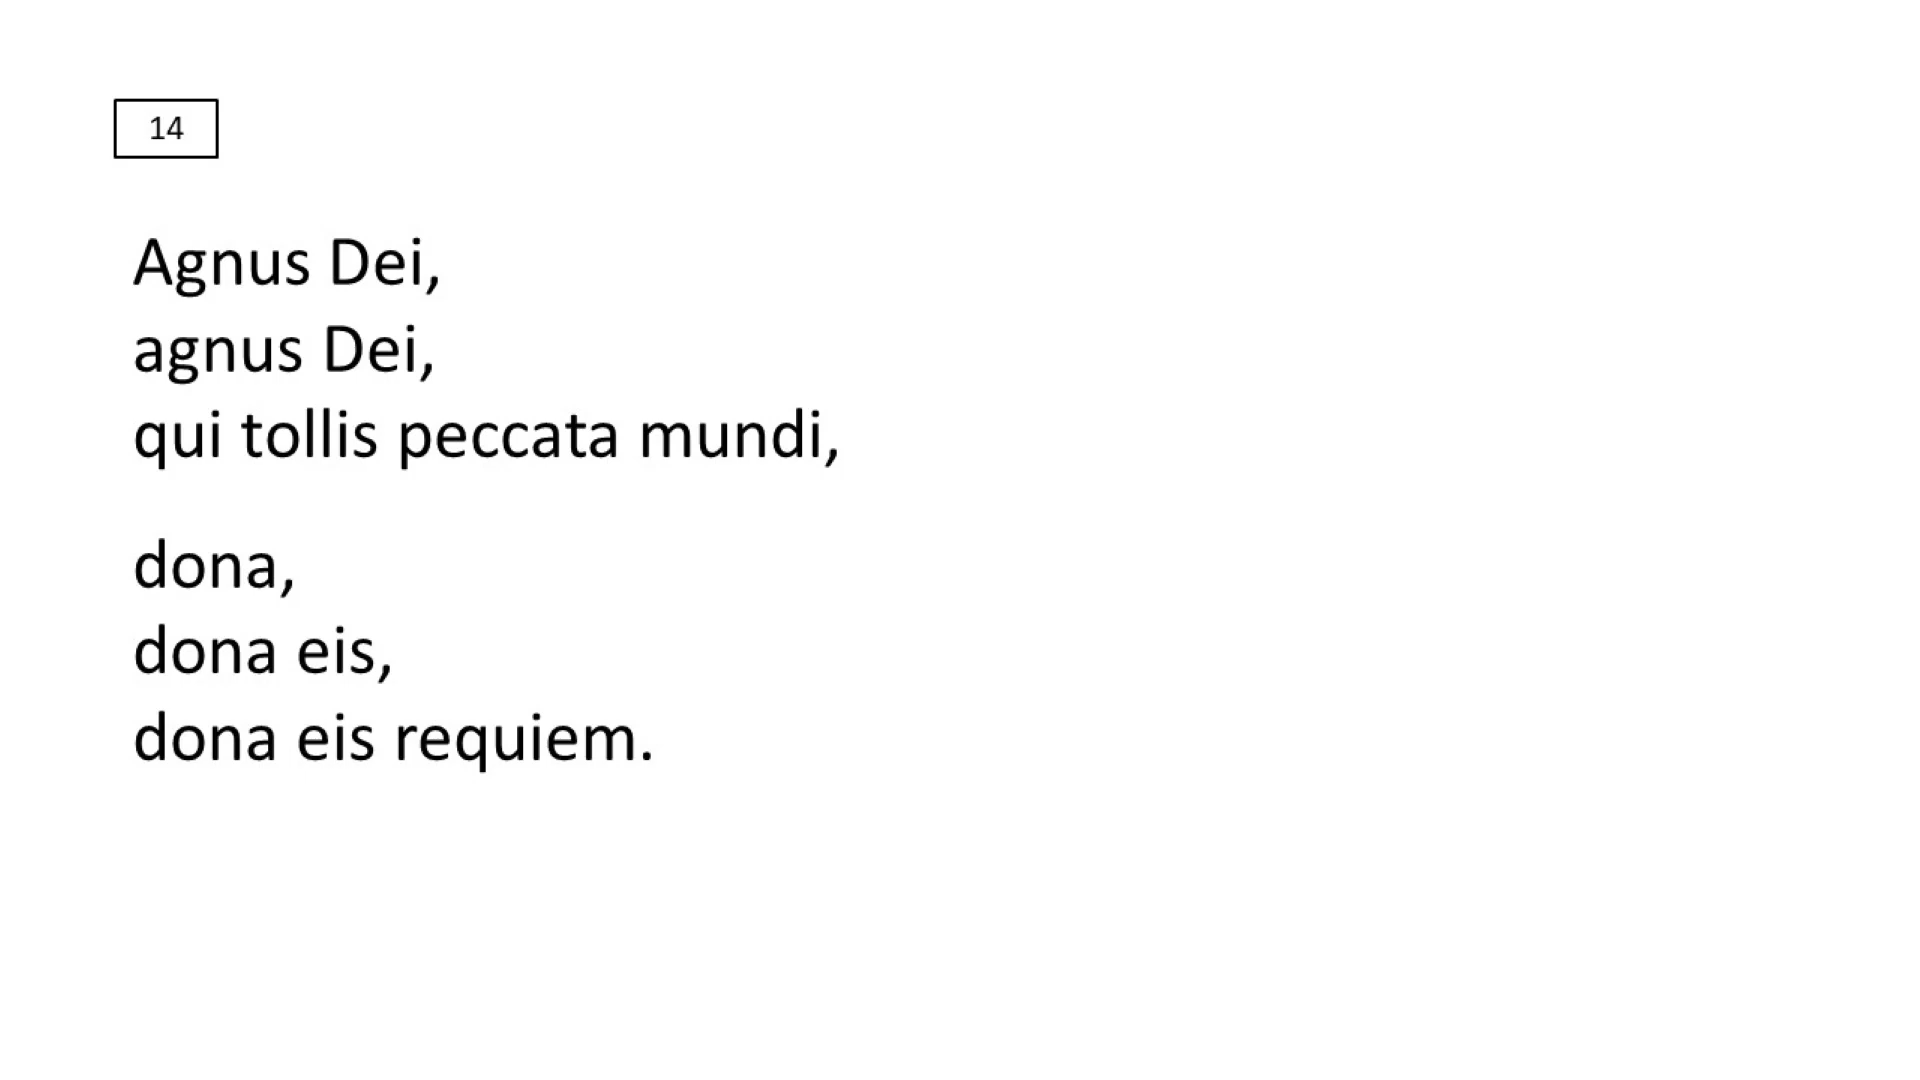 14
Agnus Dei,
agnus Dei,
qui tollis peccata mundi,
dona,
dona eis,
dona eis requiem.